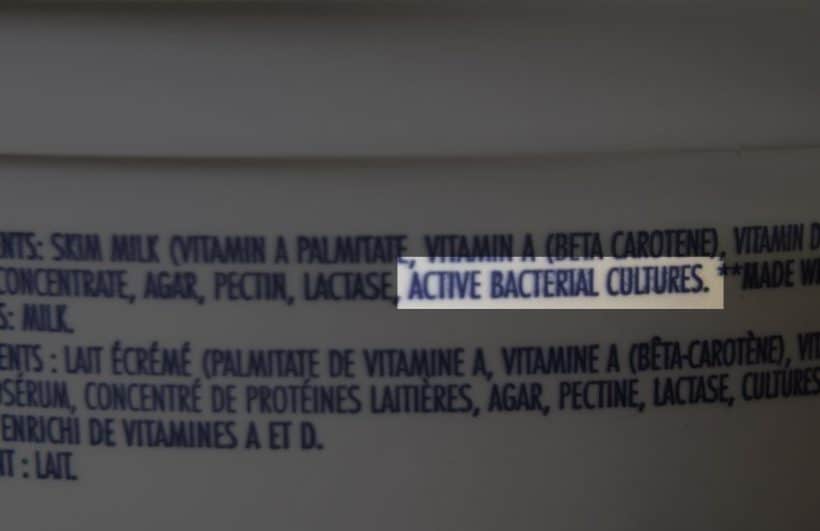 NTS: SKIM MILK (VITAMIN A PALMITATE, VITAMIN A (BETA CAROTENE), VITAMIN D
CONCENTRATE, AGAR, PECTIN, LACTASE, ACTIVE BACTERIAL CULTURES. **MADE WI
S: MILK.
ENTS : LAIT ÉCRÉMÉ (PALMITATE DE VITAMINE A, VITAMINE A (BÊTA-CAROTÈNE), VIT
OSÉRUM, CONCENTRÉ DE PROTÉINES LAITIÈRES, AGAR, PECTINE, LACTASE, CULTURES
ENRICHI DE VITAMINES A ET D.
NT : LAIT.